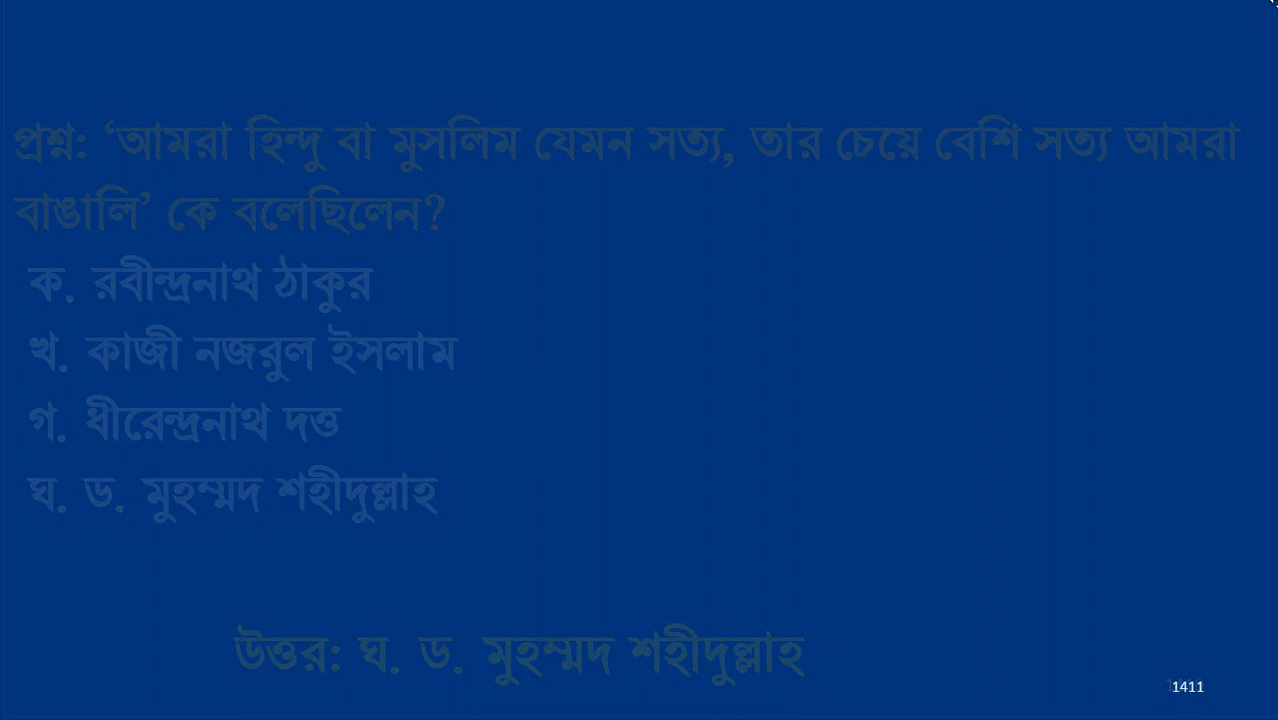 প্রশ্ন: ‘আমরা হিন্দু বা মুসলিম যেমন সত্য, তার চেয়ে বেশি সত্য আমরা
বাঙালি’ কে বলেছিলেন?
ক. রবীন্দ্রনাথ ঠাকুর
খ. কাজী নজরুল ইসলাম
গ. ধীরেন্দ্রনাথ দত্ত
ঘ. ড. মুহম্মদ শহীদুল্লাহ
উত্তর: ঘ. ড. মুহম্মদ শহীদুল্লাহ
1411